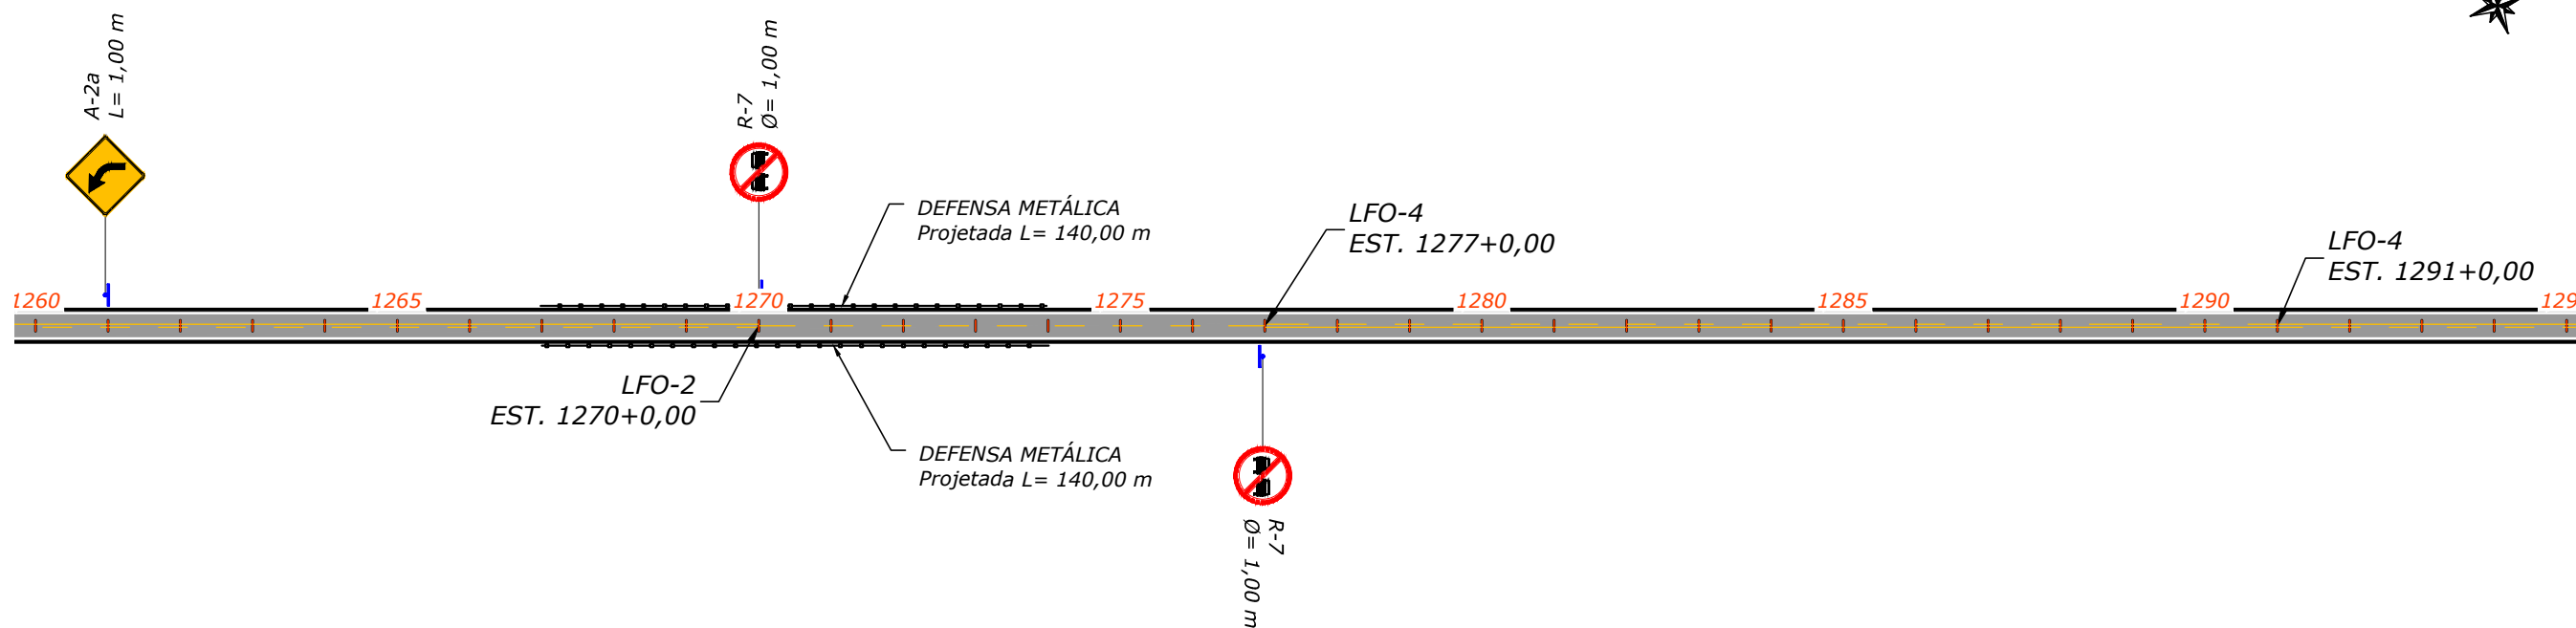 A-2a
L= 1,00 m
R-7
Ø= 1,00 m
DEFENSA METÁLICA
Projetada L= 140,00 m
LFO-4
EST. 1277+0,00
LFO-4
EST. 1291+0,00
1260
1265
1270
1275
1280
1285
1290
129
LFO-2
EST. 1270+0,00
DEFENSA METÁLICA
Projetada L= 140,00 m
R-7
Ø= 1,00 m